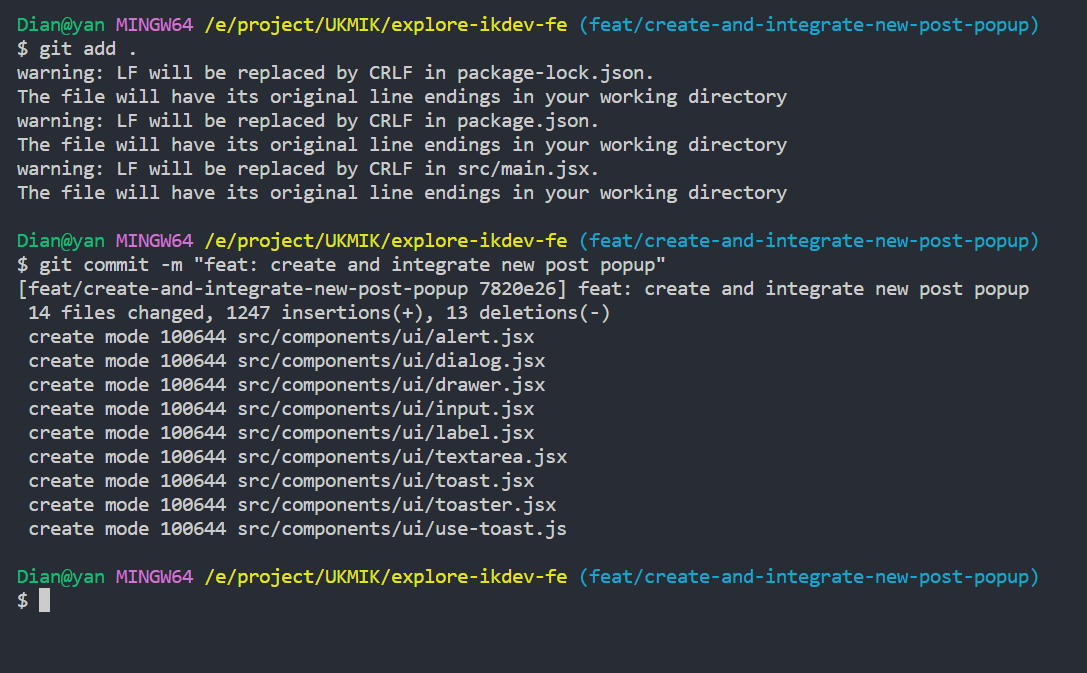 Dian@yan MINGW64 /e/project/UKMIK/explore-ikdev-fe (feat/create-and-integrate-new-post-popup)
$ git add .
warning: LF will be replaced by CRLF in package-lock.json.
The file will have its original line endings in your working directory
warning: LF will be replaced by CRLF in package.json.
The file will have its original line endings in your working directory
warning: LF will be replaced by CRLF in src/main.jsx.
The file will have its original line endings in your working directory
Dian@yan MINGW64 /e/project/UKMIK/explore-ikdev-fe (feat/create-and-integrate-new-post-popup)
$ git commit -m "feat: create and integrate new post popup"
[feat/create-and-integrate-new-post-popup 7820e26] feat: create and integrate new post popup
 14 files changed, 1247 insertions(+), 13 deletions(-)
 create mode 100644 src/components/ui/alert.jsx
 create mode 100644 src/components/ui/dialog.jsx
 create mode 100644 src/components/ui/drawer.jsx
 create mode 100644 src/components/ui/input.jsx
 create mode 100644 src/components/ui/label.jsx
 create mode 100644 src/components/ui/textarea.jsx
 create mode 100644 src/components/ui/toast.jsx
 create mode 100644 src/components/ui/toaster.jsx
 create mode 100644 src/components/ui/use-toast.js
Dian@yan MINGW64 /e/project/UKMIK/explore-ikdev-fe (feat/create-and-integrate-new-post-popup)
$